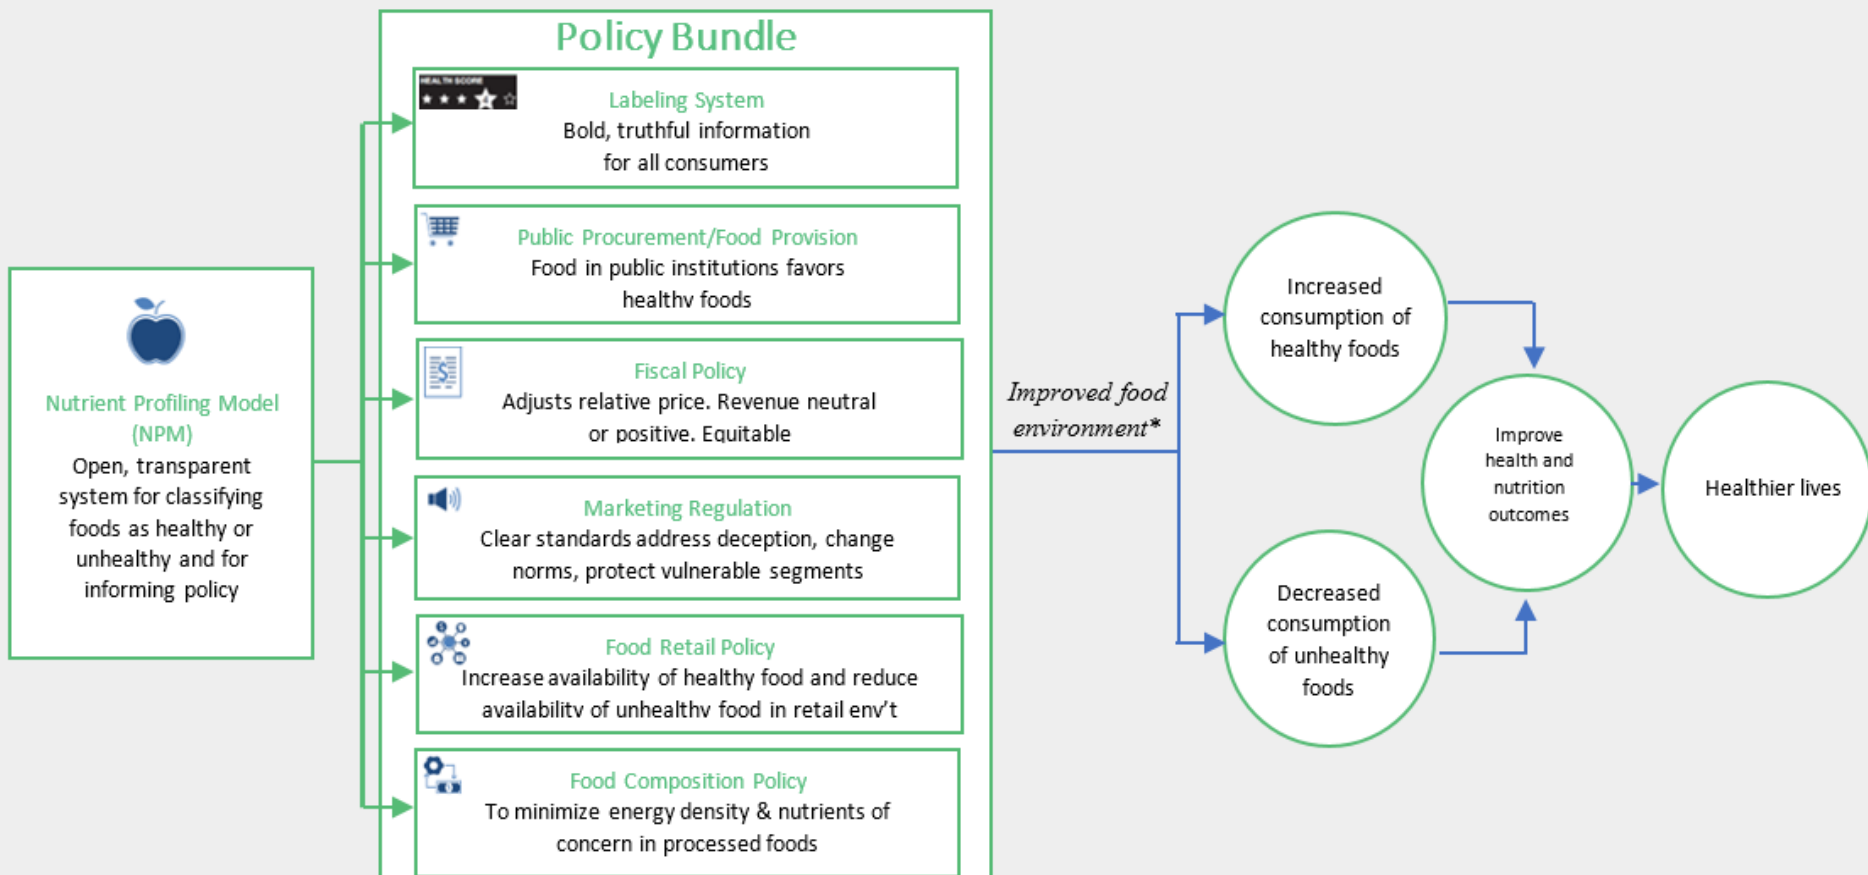 Policy Bundle
HEALTH SCORE
Labeling System
Bold, truthful information
for all consumers
Public Procurement/Food Provision
Food in public institutions favors
healthy foods
Fiscal Policy
Adjusts relative price. Revenue neutral
or positive. Equitable
Marketing Regulation
Clear standards address deception, change
norms, protect vulnerable segments
Food Retail Policy
Increase availability of healthy food and reduce
availability of unhealthy food in retail env't
Food Composition Policy
To minimize energy density & nutrients of
concern in processed foods
Nutrient Profiling Model
(NPM)
Open, transparent
system for classifying
foods as healthy or
unhealthy and for
informing policy
Improved food
environment*
Increased
consumption of
healthy foods
Decreased
consumption
of unhealthy
foods
Improve
health and
nutrition
outcomes
Healthier lives